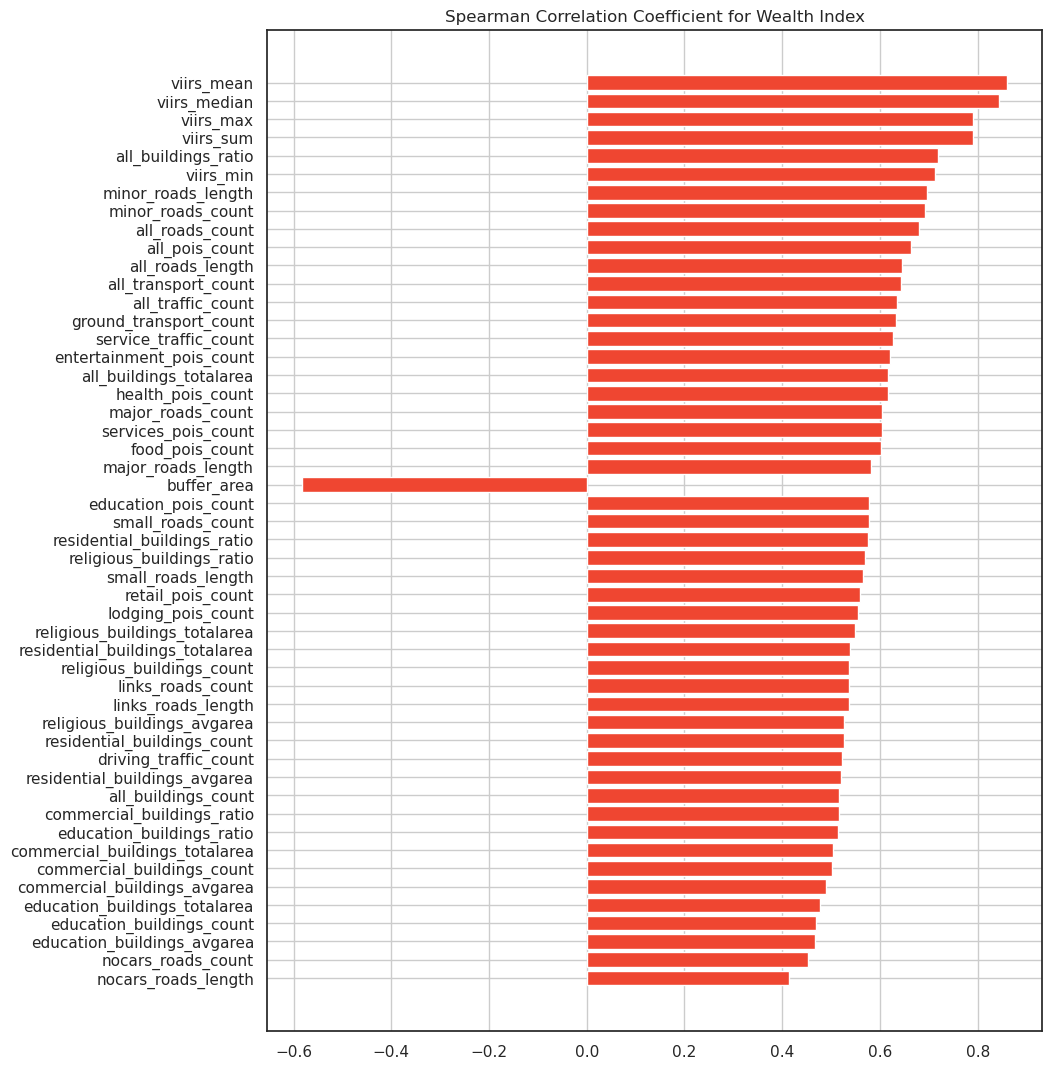 Spearman Correlation Coefficient for Wealth Index
viirs_mean
viirs_median
viirs_max
viirs_sum
all_buildings_ratio
viirs_min
minor_roads_length
minor_roads_count
all_roads_count
all_pois_count
all_roads_length
all_transport_count
all_traffic_count
ground_transport_count
service_traffic_count
entertainment_pois_count
all_buildings_totalarea
health_pois_count
major_roads_count
services_pois_count
food_pois_count
major_roads_length
buffer_area
education_pois_count
small_roads_count
residential_buildings_ratio
religious_buildings_ratio
small_roads_length
retail_pois_count
lodging_pois_count
religious_buildings_totalarea
residential_buildings_totalarea
religious_buildings_count
links_roads_count
links_roads_length
religious_buildings_avgarea
residential_buildings_count
driving_traffic_count
residential_buildings_avgarea
all_buildings_count
commercial_buildings_ratio
education_buildings_ratio
commercial_buildings_totalarea
commercial_buildings_count
commercial_buildings_avgarea
education_buildings_totalarea
education_buildings_count
education_buildings_avgarea
nocars_roads_count
nocars_roads_length
−0.6 −0.4 −0.2 0.0 0.2 0.4 0.6 0.8